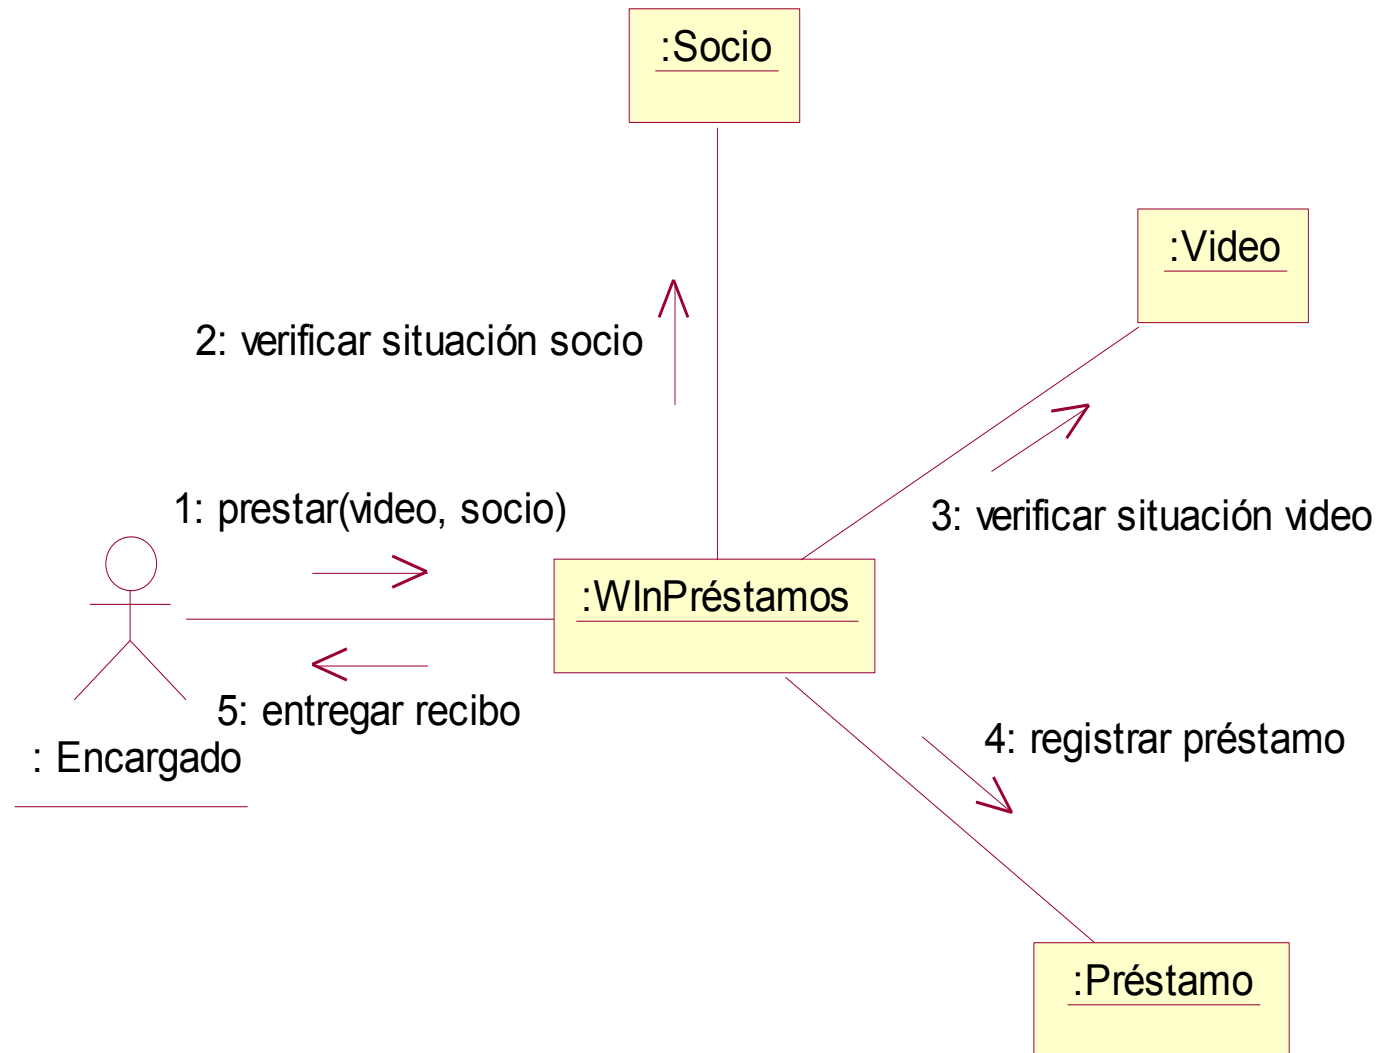 :Socio
:Video
2: verificar situación socio
1: prestar(video, socio)
3: verificar situación video
:WInPréstamos
5: entregar recibo
4: registrar préstamo
: Encargado
:Préstamo